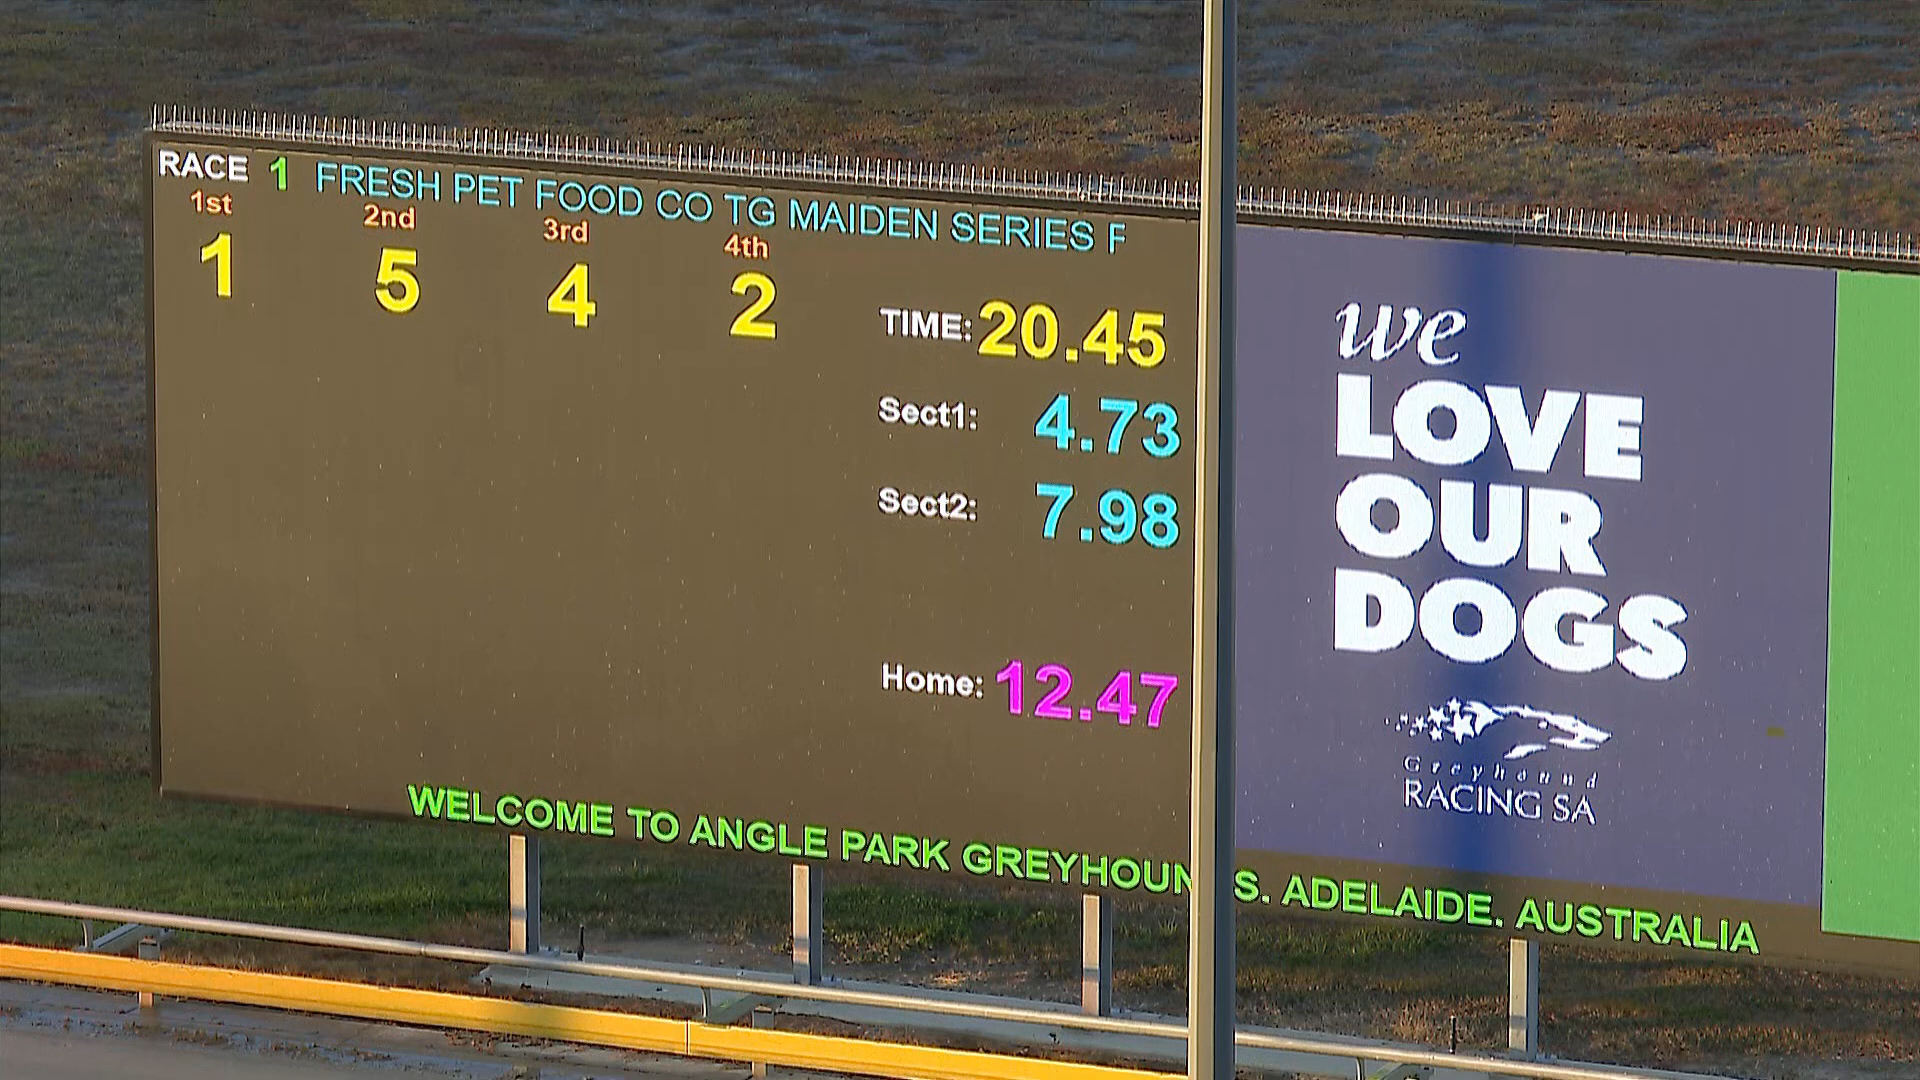 RACE 1 FRESH PET FOOD CO TG MAIDEN SERIES F
1st 2nd 3rd 4th
1 5 4 2
TIME: 20.45
Sect1: 4.73
Sect2: 7.98
Home: 12.47
we
LOVE
OUR
DOGS
Greyhound
RACING SA
WELCOME TO ANGLE PARK GREYHOUN S. ADELAIDE. AUSTRALIA